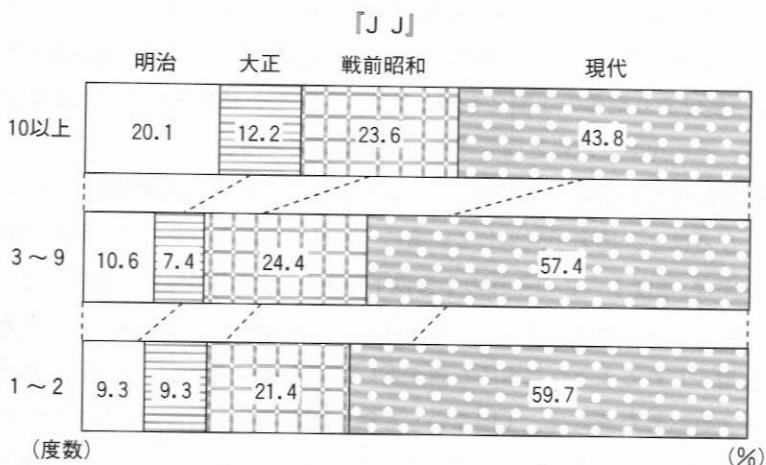 『J J』
明治 大正 戦前昭和 現代
10以上 20.1 12.2 23.6 43.8
3～9 10.6 7.4 24.4 57.4
1～2 9.3 9.3 21.4 59.7
(度数) (%)